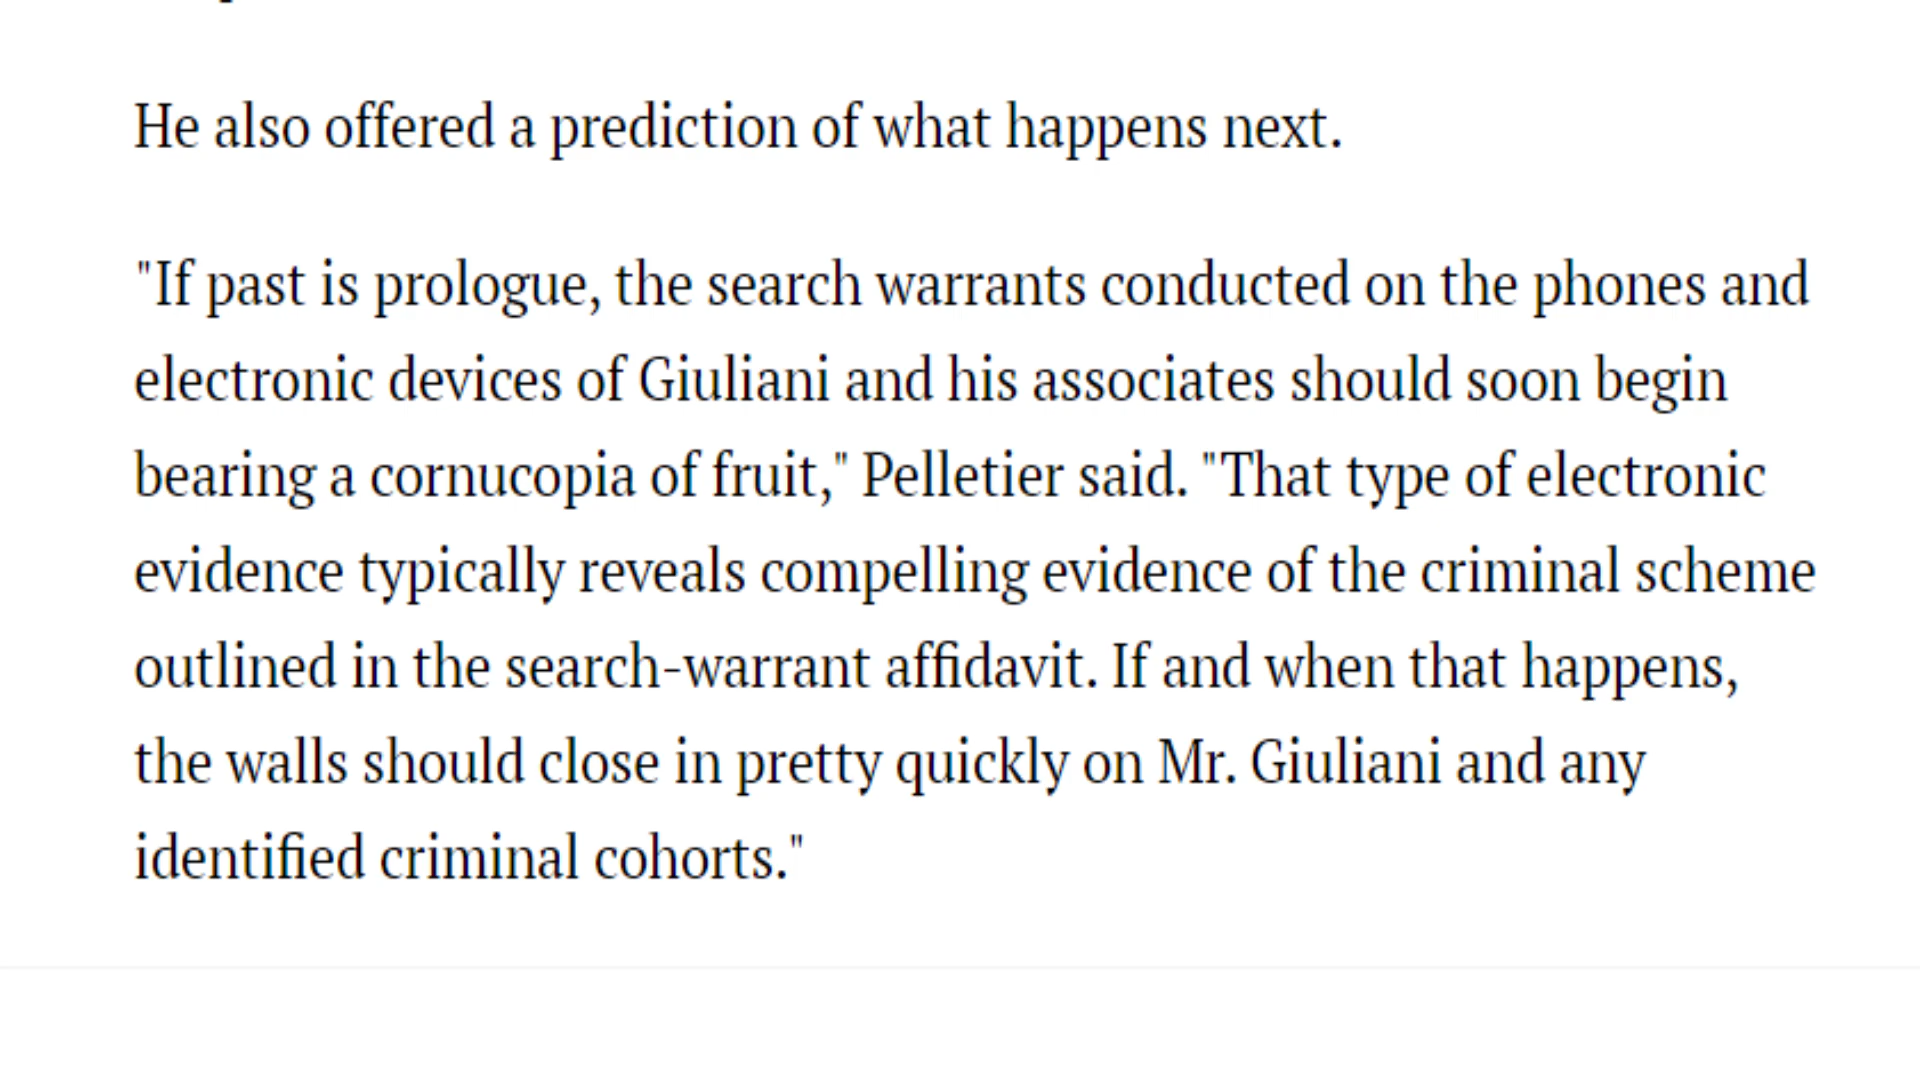 He also offered a prediction of what happens next.
"If past is prologue, the search warrants conducted on the phones and
electronic devices of Giuliani and his associates should soon begin
bearing a cornucopia of fruit," Pelletier said. "That type of electronic
evidence typically reveals compelling evidence of the criminal scheme
outlined in the search-warrant affidavit. If and when that happens,
the walls should close in pretty quickly on Mr. Giuliani and any
identified criminal cohorts."